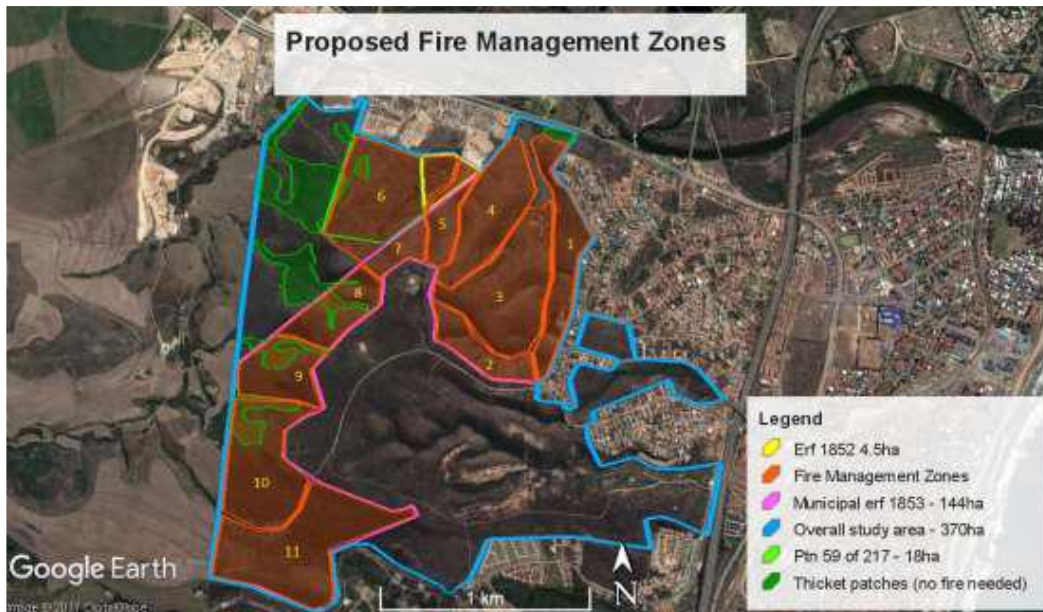 Proposed Fire Management Zones
6
4
5
1
7
8
3
2
9
10
11
Legend
Erf 1852 4.5ha
Fire Management Zones
Municipal erf 1853 - 144ha
Overall study area - 370ha
Ptn 59 of 217 - 18ha
Thicket patches (no fire needed)
Google Earth
1 km
N